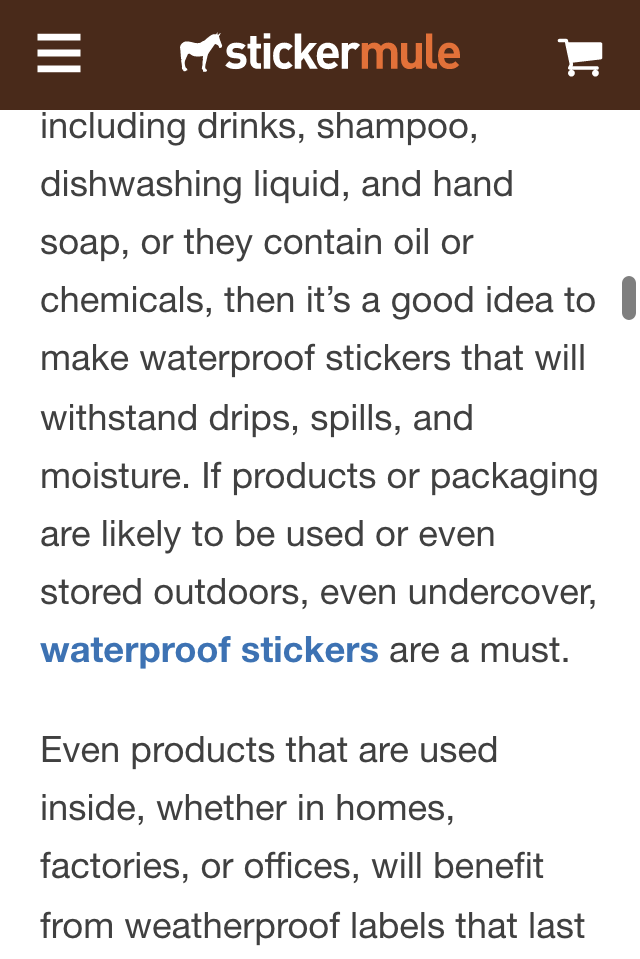 stickermule
including drinks, shampoo,
dishwashing liquid, and hand
soap, or they contain oil or
chemicals, then it’s a good idea to
make waterproof stickers that will
withstand drips, spills, and
moisture. If products or packaging
are likely to be used or even
stored outdoors, even undercover,
waterproof stickers are a must.
Even products that are used
inside, whether in homes,
factories, or offices, will benefit
from weatherproof labels that last